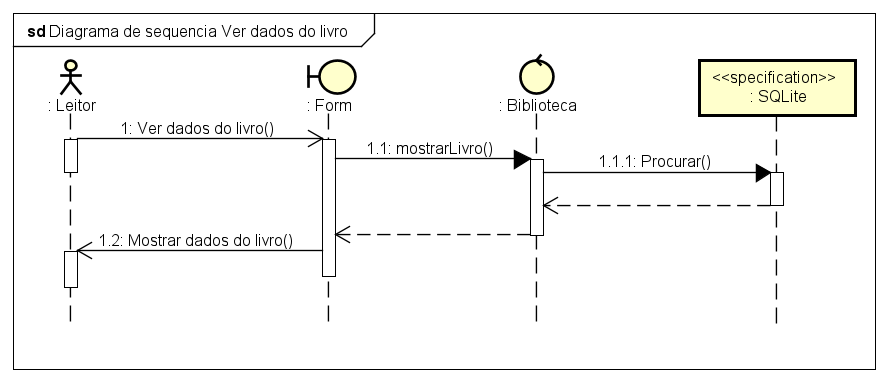 sd Diagrama de sequencia Ver dados do livro
<<specification>>
: SQLite
: Leitor
: Form
: Biblioteca
1: Ver dados do livro()
1.1: mostrarLivro()
1.1.1: Procurar()
1.2: Mostrar dados do livro()